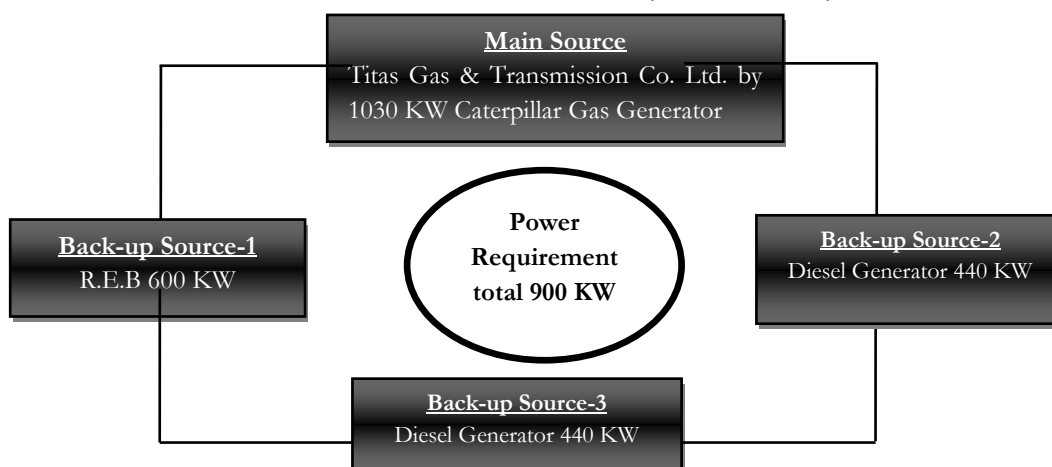 Main Source
Titas Gas & Transmission Co. Ltd. by
1030 KW Caterpillar Gas Generator
Power
Requirement
total 900 KW
Back-up Source-1
R.E.B 600 KW
Back-up Source-2
Diesel Generator 440 KW
Back-up Source-3
Diesel Generator 440 KW